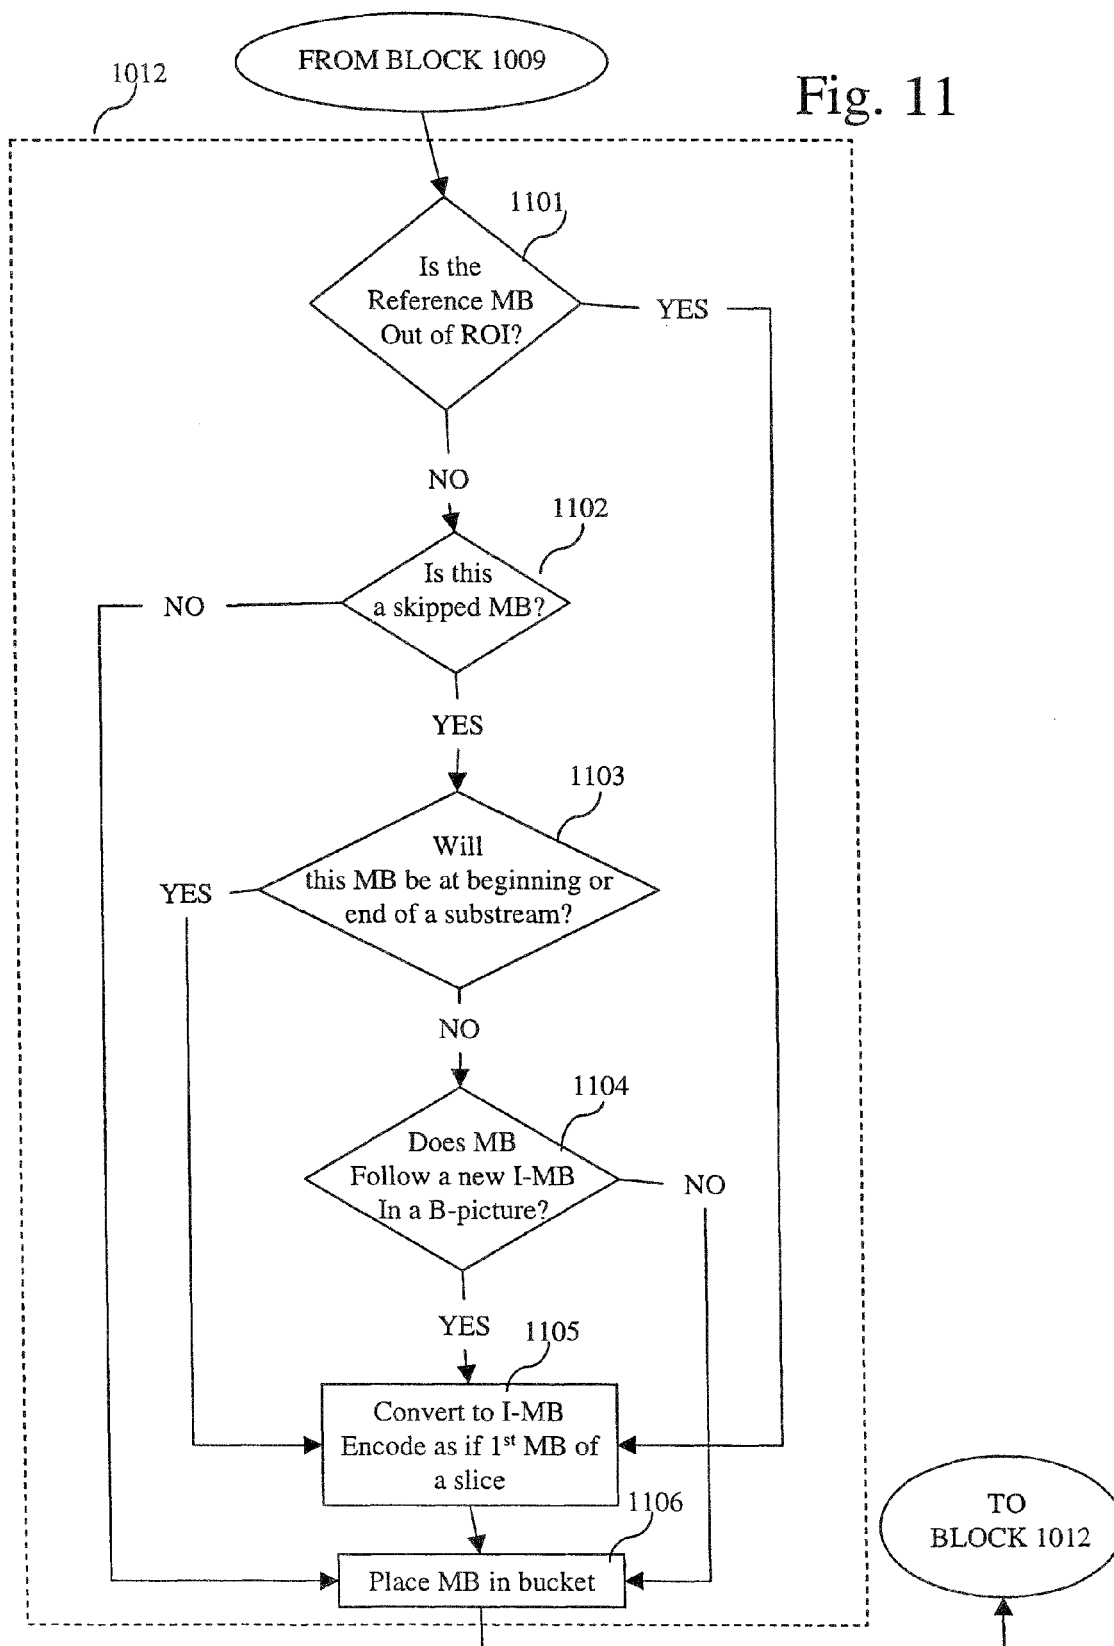 FROM BLOCK 1009
Fig. 11
1012
1101
Is the
Reference MB
Out of ROI?
YES
NO
1102
Is this
a skipped MB?
NO
YES
1103
Will
this MB be at beginning or
end of a substream?
YES
NO
1104
Does MB
Follow a new I-MB
In a B-picture?
NO
YES
1105
Convert to I-MB
Encode as if 1st MB of
a slice
1106
Place MB in bucket
TO
BLOCK 1012